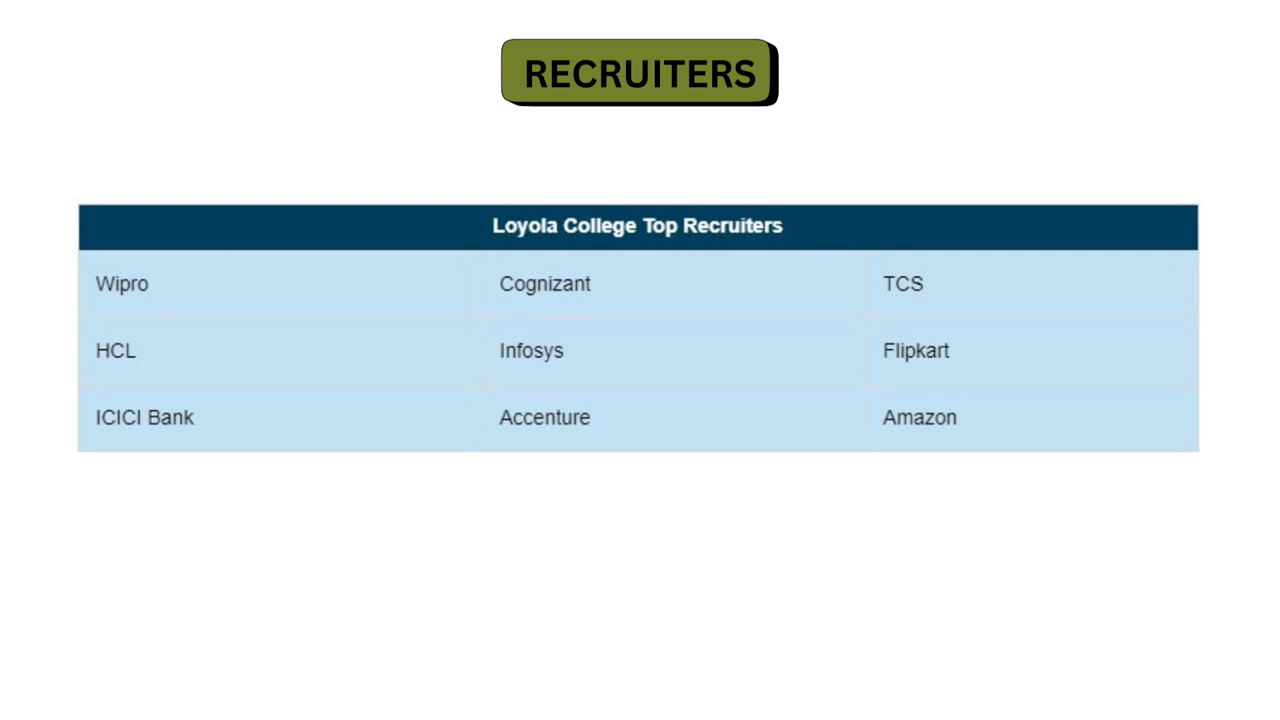 RECRUITERS
Loyola College Top Recruiters
Wipro Cognizant TCS
HCL Infosys Flipkart
ICICI Bank Accenture Amazon